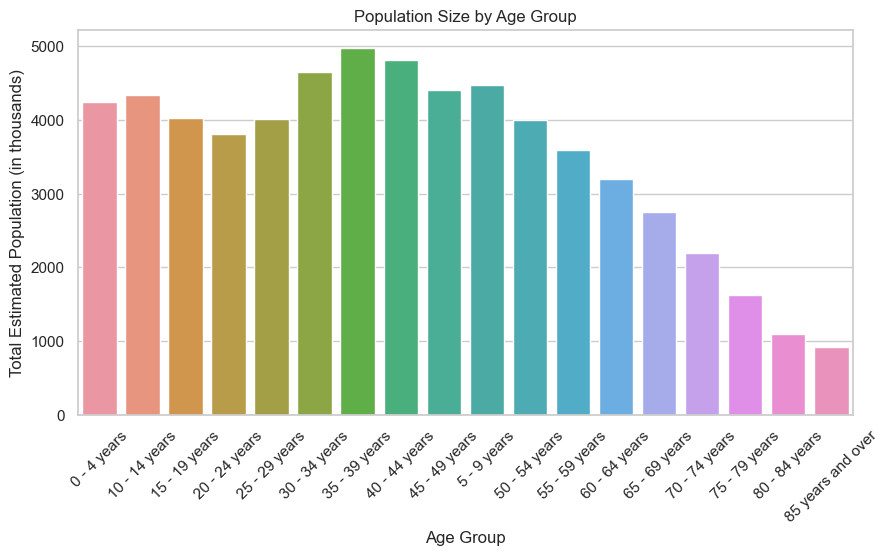 Population Size by Age Group
Total Estimated Population (in thousands)
5000
4000
3000
2000
1000
0
0 - 4 years
10 - 14 years
15 - 19 years
20 - 24 years
25 - 29 years
30 - 34 years
35 - 39 years
40 - 44 years
45 - 49 years
5 - 9 years
50 - 54 years
55 - 59 years
60 - 64 years
65 - 69 years
70 - 74 years
75 - 79 years
80 - 84 years
85 years and over
Age Group